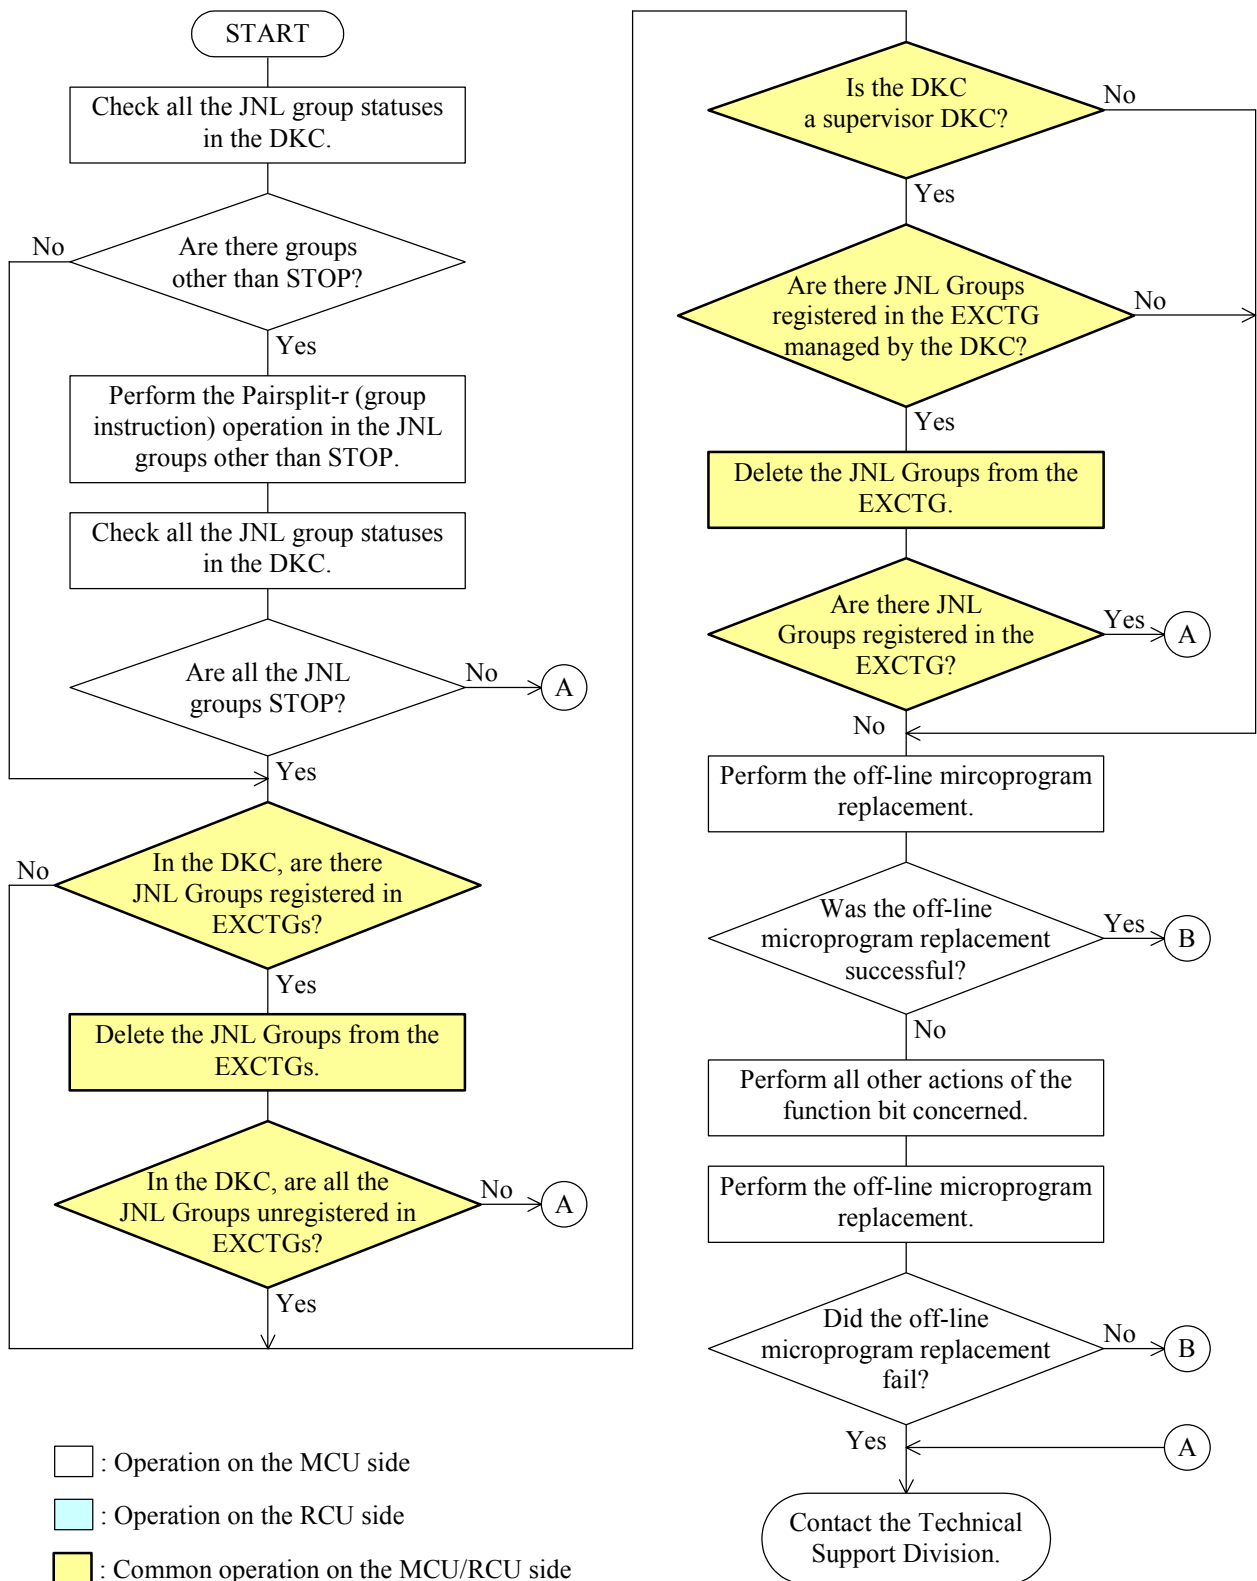 START
Check all the JNL group statuses
in the DKC.
Are there groups
other than STOP?
No
Yes
Perform the Pairsplit-r (group
instruction) operation in the JNL
groups other than STOP.
Check all the JNL group statuses
in the DKC.
Are all the JNL
groups STOP?
No
A
Yes
In the DKC, are there
JNL Groups registered in
EXCTGs?
No
Yes
Delete the JNL Groups from the
EXCTGs.
In the DKC, are all the
JNL Groups unregistered in
EXCTGs?
No
A
Yes
Is the DKC
a supervisor DKC?
No
Yes
Are there JNL Groups
registered in the EXCTG
managed by the DKC?
No
Yes
Delete the JNL Groups from the
EXCTG.
Are there JNL
Groups registered in the
EXCTG?
Yes
A
No
Perform the off-line mircoprogram
replacement.
Was the off-line
microprogram replacement
successful?
Yes
B
No
Perform all other actions of the
function bit concerned.
Perform the off-line microprogram
replacement.
Did the off-line
microprogram replacement
fail?
No
B
Yes
A
Contact the Technical
Support Division.
: Operation on the MCU side
: Operation on the RCU side
: Common operation on the MCU/RCU side